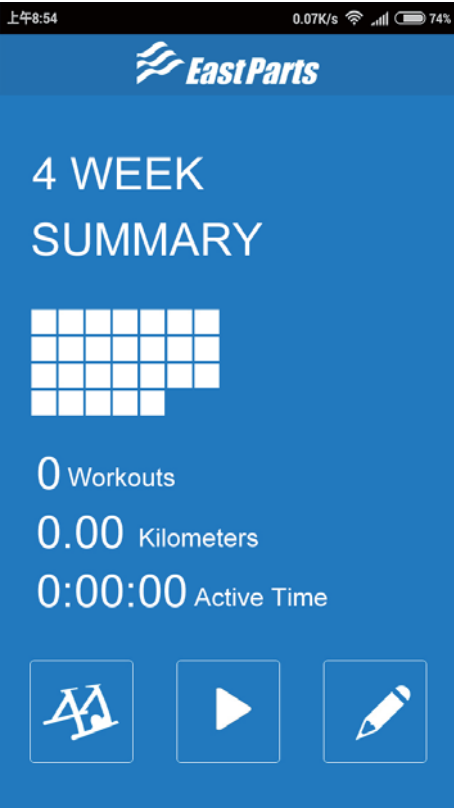 上午8:54 0.07K/s 74%
EastParts
4 WEEK
SUMMARY
0 Workouts
0.00 Kilometers
0:00:00 Active Time